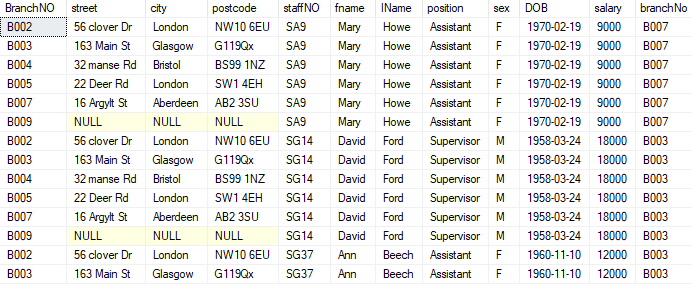 BranchNO street city postcode staffNO fname lName position sex DOB salary branchNo
B002 56 clover Dr London NW10 6EU SA9 Mary Howe Assistant F 1970-02-19 9000 B007
B003 163 Main St Glasgow G119Qx SA9 Mary Howe Assistant F 1970-02-19 9000 B007
B004 32 manse Rd Bristol BS99 1NZ SA9 Mary Howe Assistant F 1970-02-19 9000 B007
B005 22 Deer Rd London SW1 4EH SA9 Mary Howe Assistant F 1970-02-19 9000 B007
B007 16 Argylt St Aberdeen AB2 3SU SA9 Mary Howe Assistant F 1970-02-19 9000 B007
B009 NULL NULL NULL SA9 Mary Howe Assistant F 1970-02-19 9000 B007
B002 56 clover Dr London NW10 6EU SG14 David Ford Supervisor M 1958-03-24 18000 B003
B003 163 Main St Glasgow G119Qx SG14 David Ford Supervisor M 1958-03-24 18000 B003
B004 32 manse Rd Bristol BS99 1NZ SG14 David Ford Supervisor M 1958-03-24 18000 B003
B005 22 Deer Rd London SW1 4EH SG14 David Ford Supervisor M 1958-03-24 18000 B003
B007 16 Argylt St Aberdeen AB2 3SU SG14 David Ford Supervisor M 1958-03-24 18000 B003
B009 NULL NULL NULL SG14 David Ford Supervisor M 1958-03-24 18000 B003
B002 56 clover Dr London NW10 6EU SG37 Ann Beech Assistant F 1960-11-10 12000 B003
B003 163 Main St Glasgow G119Qx SG37 Ann Beech Assistant F 1960-11-10 12000 B003